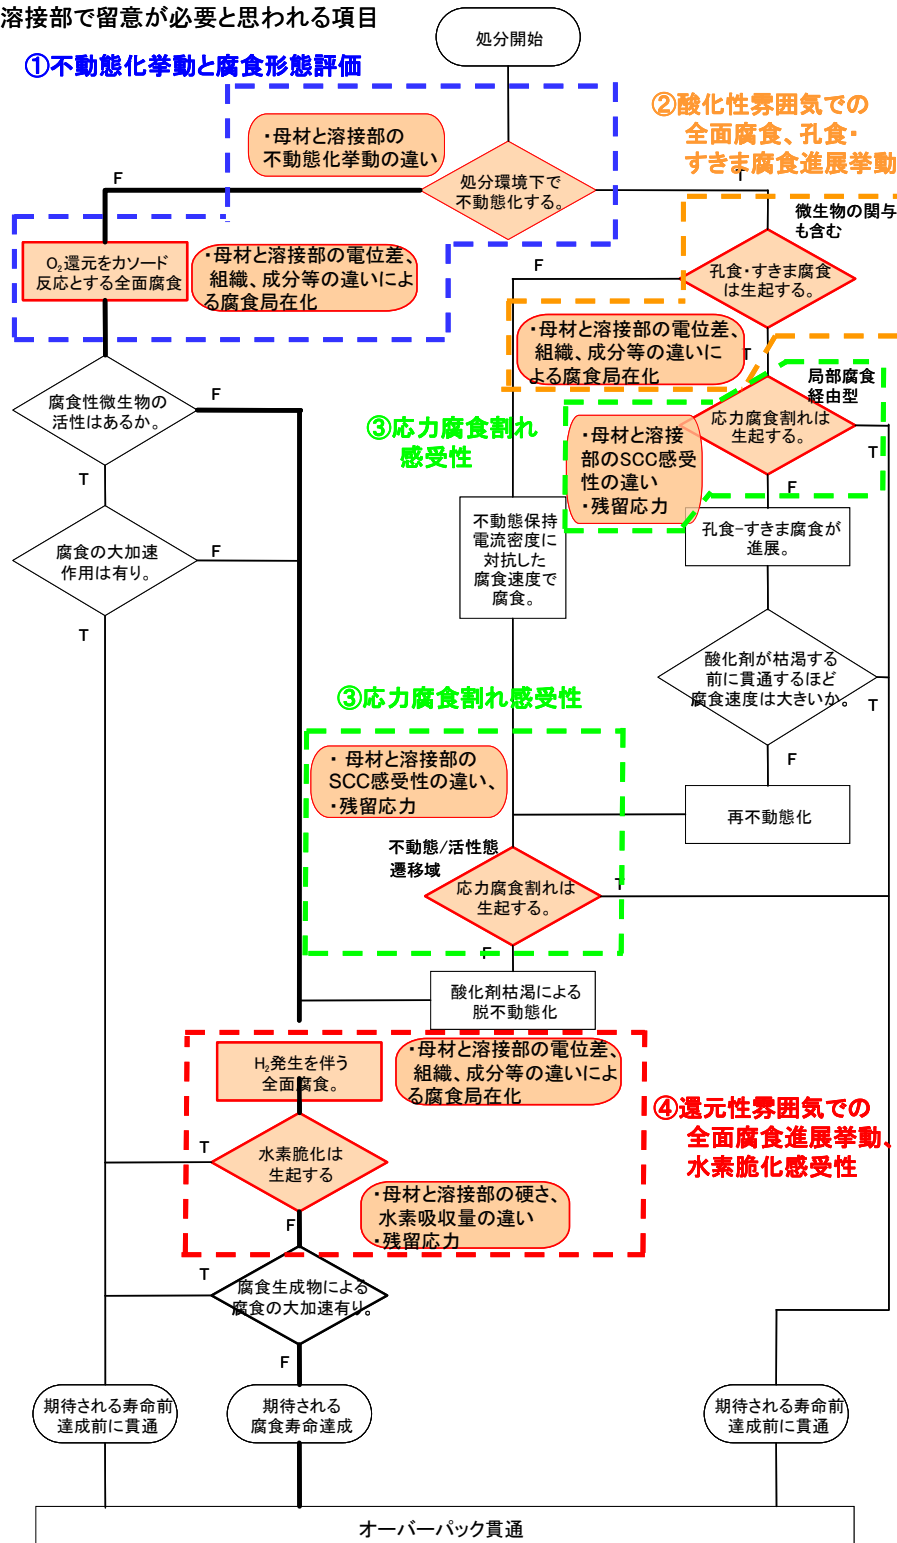 溶接部で留意が必要と思われる項目
処分開始
①不動態化挙動と腐食形態評価
②酸化性雰囲気での
全面腐食、孔食・
すきま腐食進展挙動
・母材と溶接部の
不動態化挙動の違い
処分環境下で
不動態化する。
F
T
微生物の関与
も含む
O₂還元をカソード
反応とする全面腐食
・母材と溶接部の電位差、
組織、成分等の違いによ
る腐食局在化
F
孔食・すきま腐食
は生起する。
・母材と溶接部の電位差、
組織、成分等の違いに
よる腐食局在化
T
腐食性微生物の
活性はあるか。
F
T
局部腐食
経由型
応力腐食割れは
生起する。
T
F
③応力腐食割れ
感受性
・母材と溶接
部のSCC感受
性の違い
・残留応力
不動態保持
電流密度に
対抗した
腐食速度で
腐食。
孔食−すきま腐食が
進展。
腐食の大加速
作用は有り。
F
T
酸化剤が枯渇する
前に貫通するほど
腐食速度は大きいか。
T
F
③応力腐食割れ感受性
・ 母材と溶接部の
SCC感受性の違い、
・残留応力
再不動態化
不動態/活性態
遷移域
応力腐食割れは
生起する。
T
F
酸化剤枯渇による
脱不動態化
H₂発生を伴う
全面腐食。
・母材と溶接部の電位差、
組織、成分等の違いによ
る腐食局在化
④還元性雰囲気での
全面腐食進展挙動、
水素脆化感受性
T
水素脆化は
生起する
・母材と溶接部の硬さ、
水素吸収量の違い
・残留応力
F
T
腐食生成物による
腐食の大加速有り。
F
期待される寿命前
達成前に貫通
期待される
腐食寿命達成
期待される寿命前
達成前に貫通
オーバーパック貫通